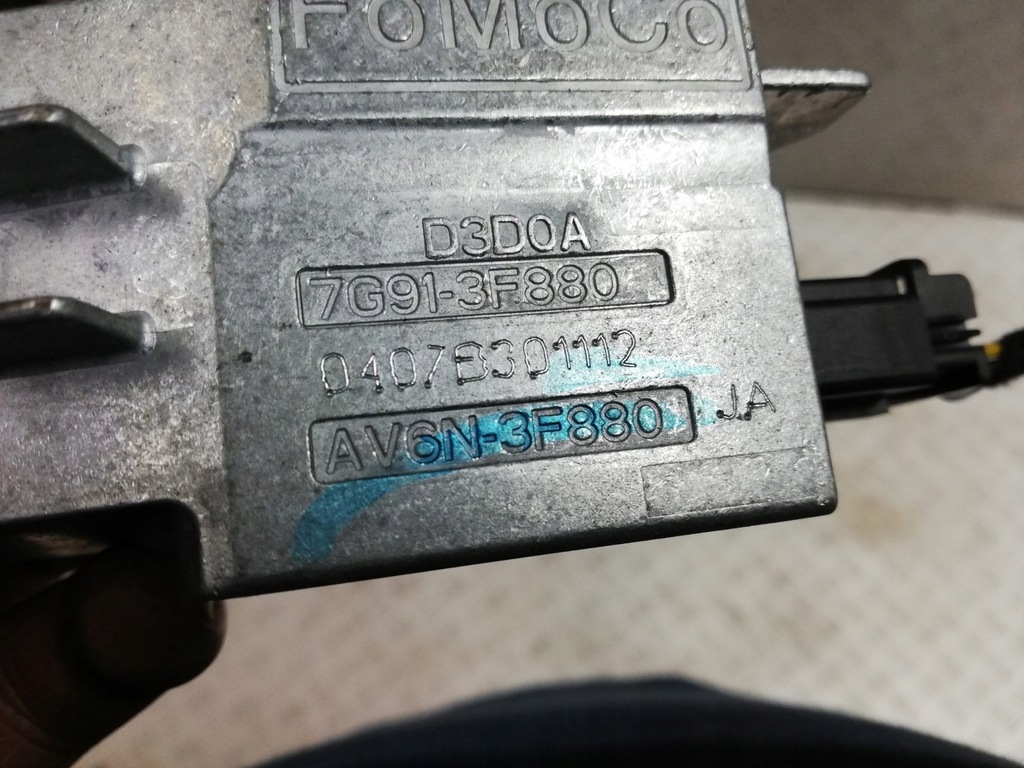 FoMoCo
D3D0A
7G91-3F880
0407B301112
AV6N-3F880 JA